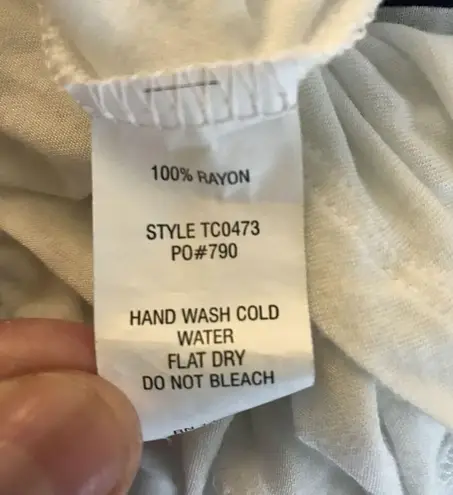 100% RAYON
STYLE TC0473
PO#790
HAND WASH COLD
WATER
FLAT DRY
DO NOT BLEACH